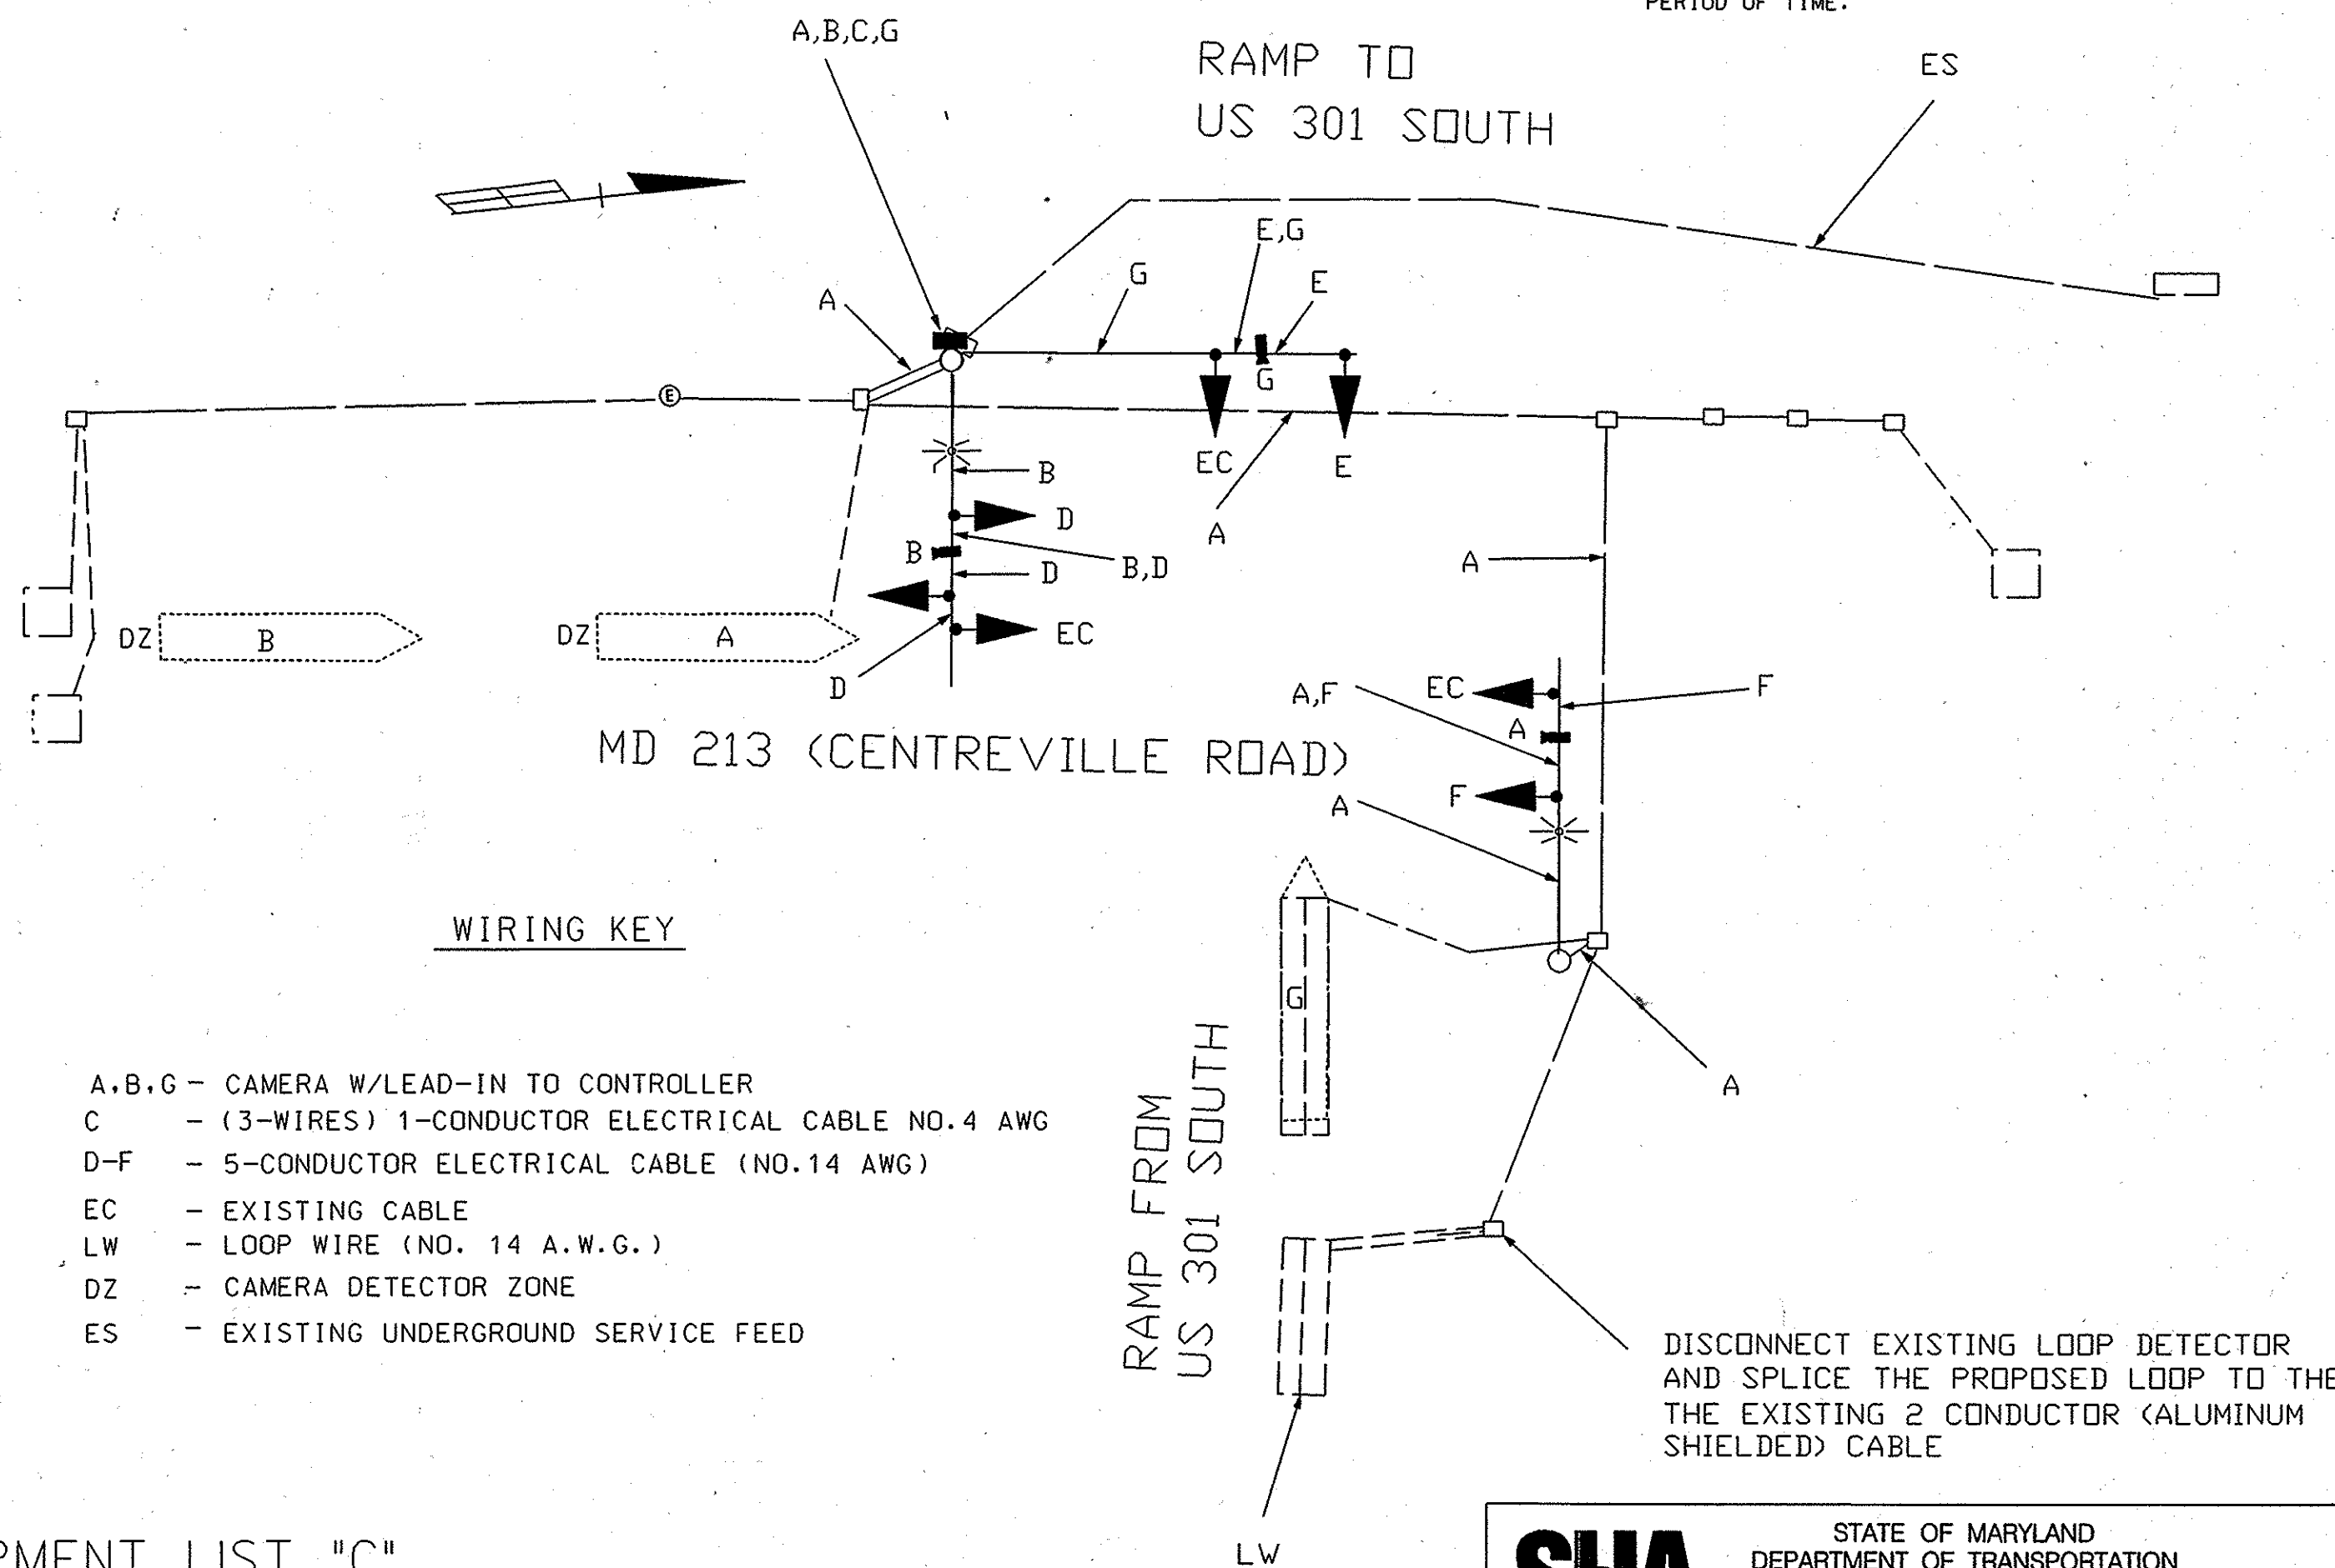 PERIOD OF TIME.
A,B,C,G
RAMP TO
US 301 SOUTH
ES
E,G
G
E
A
G
EC
E
A
E
B
D
B
B,D
D
EC
D
DZ
B
DZ
A
A
A,F
EC
F
A
F
A
MD 213 (CENTREVILLE ROAD)
WIRING KEY
A,B,G - CAMERA W/LEAD-IN TO CONTROLLER
C - (3-WIRES) 1-CONDUCTOR ELECTRICAL CABLE NO.4 AWG
D-F - 5-CONDUCTOR ELECTRICAL CABLE (NO.14 AWG)
EC - EXISTING CABLE
LW - LOOP WIRE (NO. 14 A.W.G.)
DZ - CAMERA DETECTOR ZONE
ES - EXISTING UNDERGROUND SERVICE FEED
G
A
RAMP FROM
US 301 SOUTH
DISCONNECT EXISTING LOOP DETECTOR
AND SPLICE THE PROPOSED LOOP TO THE
THE EXISTING 2 CONDUCTOR (ALUMINUM
SHIELDED) CABLE
LW
PMENT LIST "C"
SHA
STATE OF MARYLAND
DEPARTMENT OF TRANSPORTATION